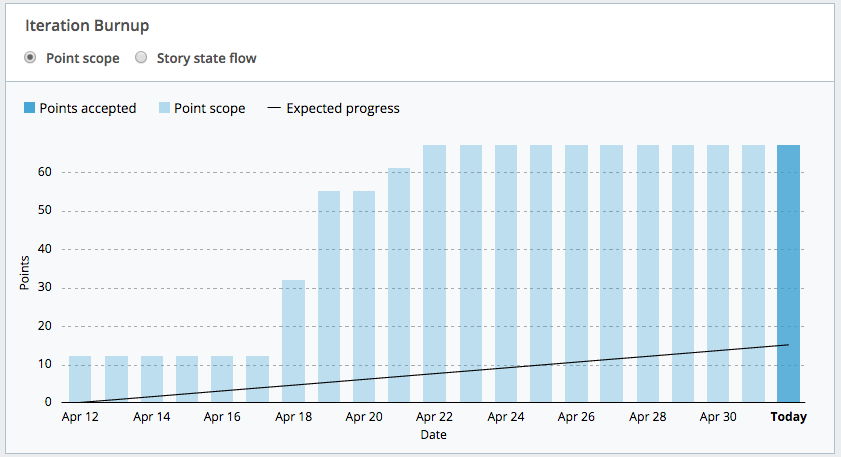 Iteration Burnup
Point scope Story state flow
Points accepted Point scope Expected progress
60
50
40
30
20
10
0
Points
Apr 12 Apr 14 Apr 16 Apr 18 Apr 20 Apr 22 Apr 24 Apr 26 Apr 28 Apr 30 Today
Date